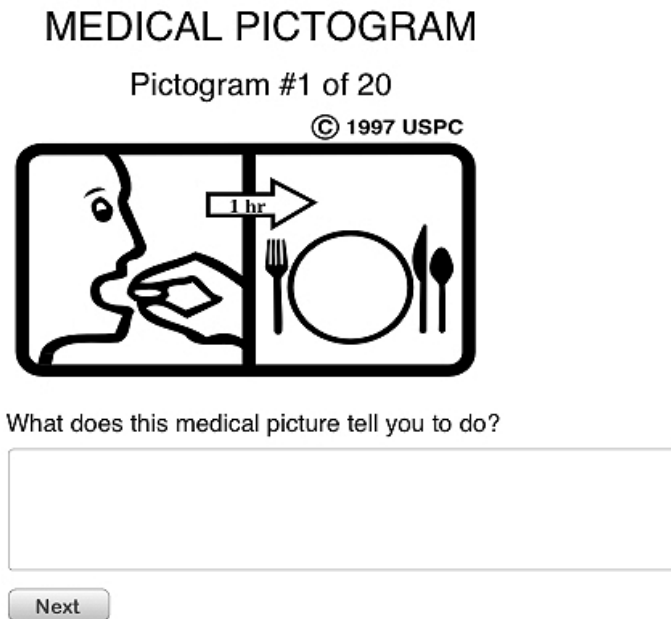 MEDICAL PICTOGRAM
Pictogram #1 of 20
© 1997 USPC
1 hr
What does this medical picture tell you to do?
Next